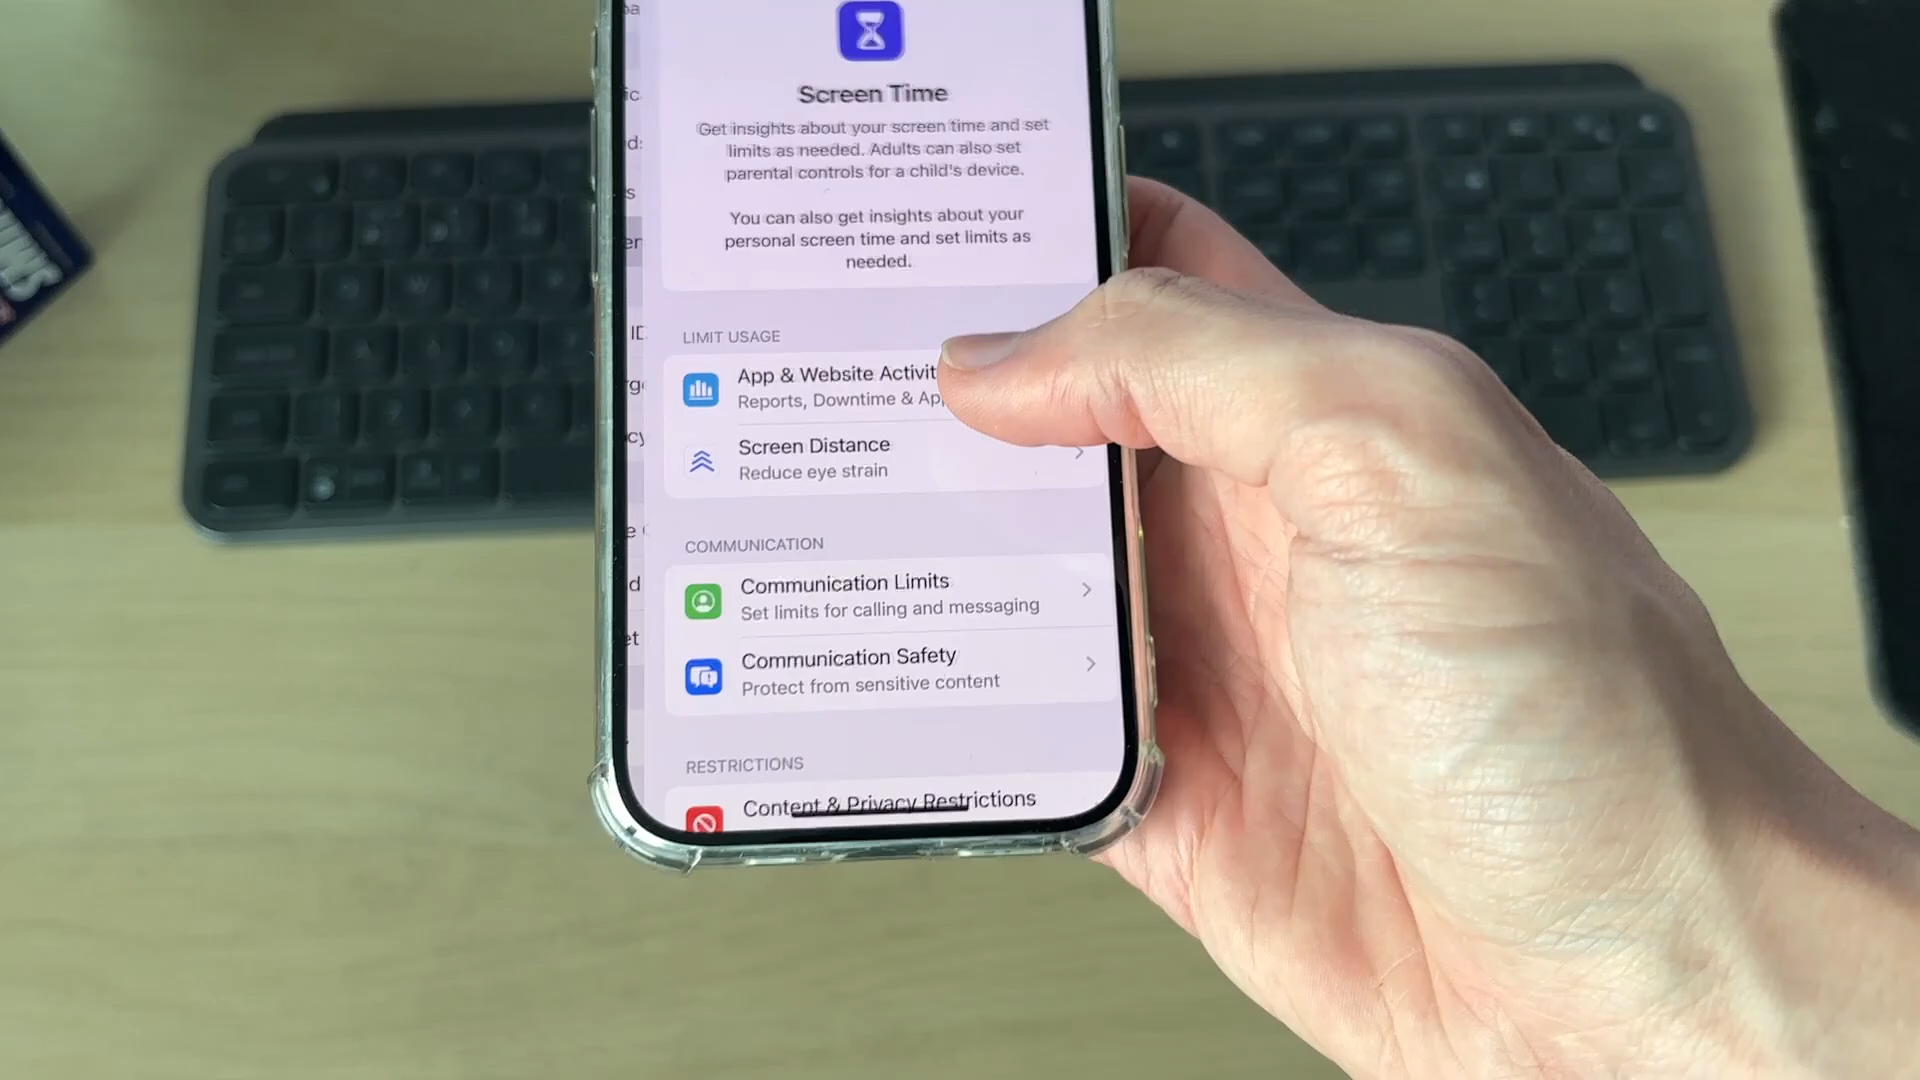 Screen Time
Get insights about your screen time and set
limits as needed. Adults can also set
parental controls for a child's device.
You can also get insights about your
personal screen time and set limits as
needed.
LIMIT USAGE
App & Website Activit
Reports, Downtime & Ap
Screen Distance
Reduce eye strain
COMMUNICATION
Communication Limits
Set limits for calling and messaging
Communication Safety
Protect from sensitive content
RESTRICTIONS
Content & Privacy Restrictions